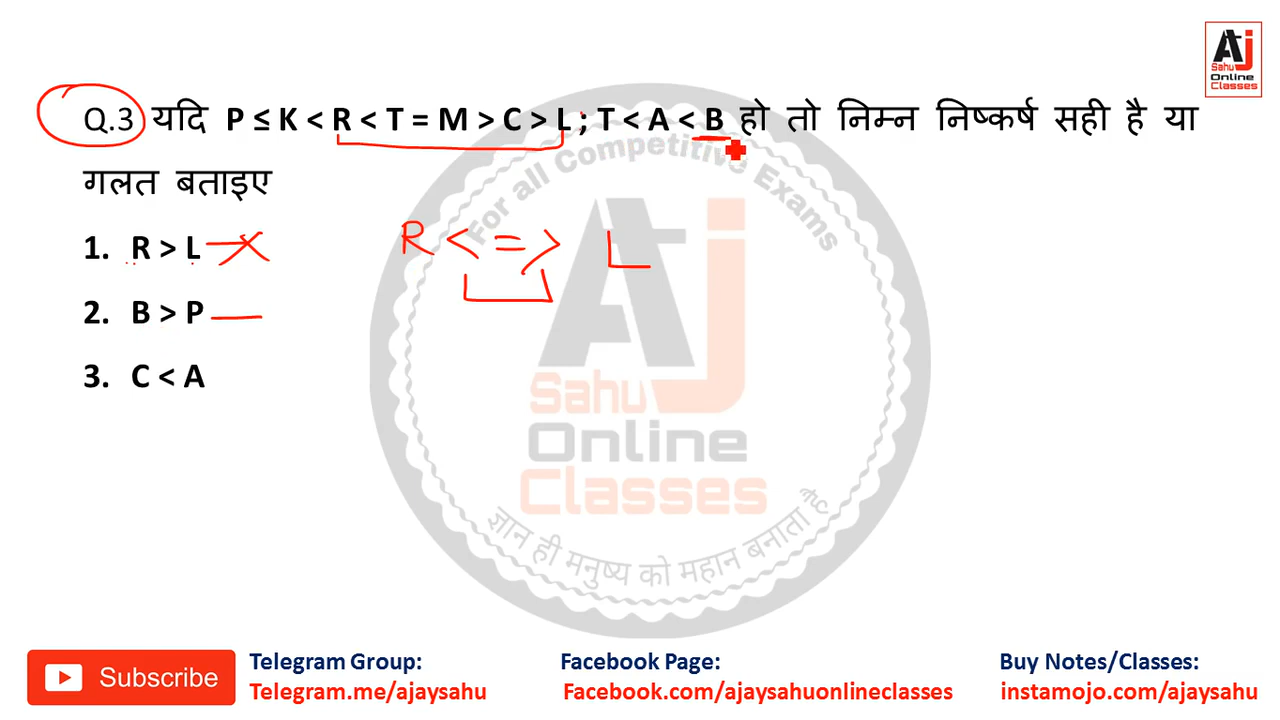 AJ
Sahu
Online
Classes
Q.3 यदि P ≤ K < R < T = M > C > L ; T < A < B हो तो निम्न निष्कर्ष सही है या
गलत बताइए
1. R > L
R < = > L
2. B > P
3. C < A
For all Competitive Exams
AJ
Sahu
Online
Classes
ज्ञान ही मनुष्य को महान बनाता है
Subscribe
Telegram Group:
Telegram.me/ajaysahu
Facebook Page:
Facebook.com/ajaysahuonlineclasses
Buy Notes/Classes:
instamojo.com/ajaysahu